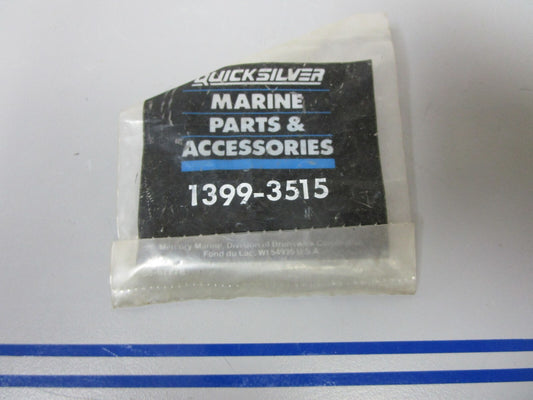 QUICKSILVER
MARINE
PARTS &
ACCESSORIES
1399-3515
Mercury Marine, Division of Brunswick Corporation
Fond du Lac, WI 54935 U.S.A.